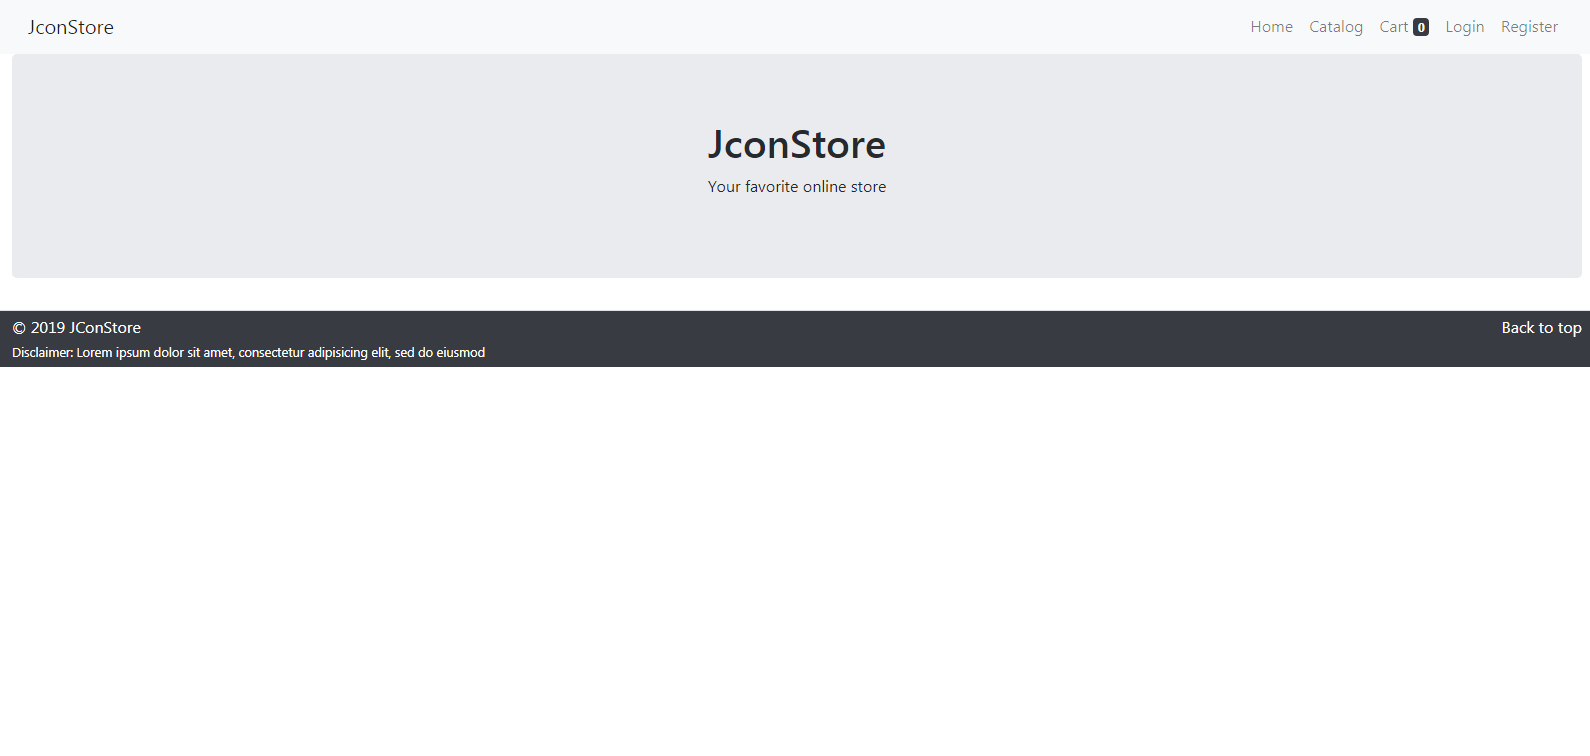 JconStore
Home Catalog Cart 0 Login Register
JconStore
Your favorite online store
© 2019 JConStore
Back to top
Disclaimer: Lorem ipsum dolor sit amet, consectetur adipisicing elit, sed do eiusmod